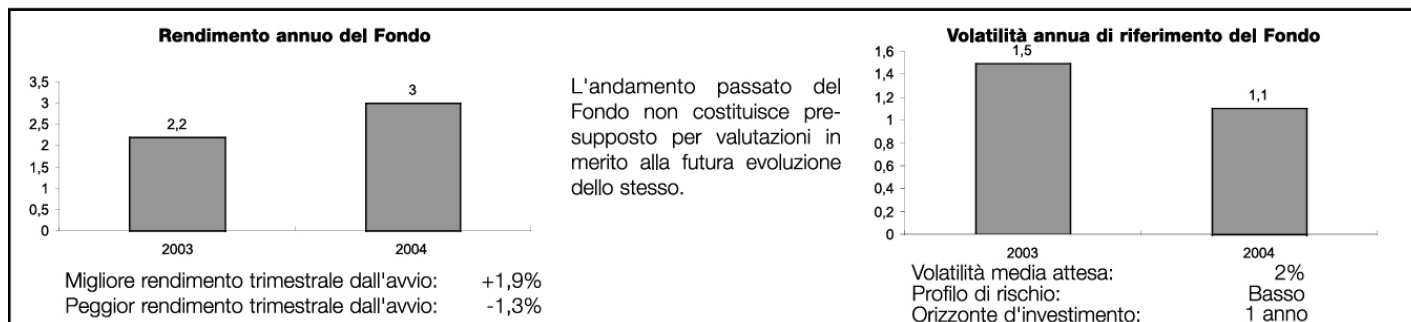 Rendimento annuo del Fondo
3,5
3
2,5
2
1,5
1
0,5
0
2,2
3
2003
2004
Migliore rendimento trimestrale dall'avvio: +1,9%
Peggior rendimento trimestrale dall'avvio: -1,3%
L'andamento passato del
Fondo non costituisce pre-
supposto per valutazioni in
merito alla futura evoluzione
dello stesso.
Volatilità annua di riferimento del Fondo
1,6
1,4
1,2
1
0,8
0,6
0,4
0,2
0
1,5
1,1
2003
2004
Volatilità media attesa: 2%
Profilo di rischio: Basso
Orizzonte d'investimento: 1 anno